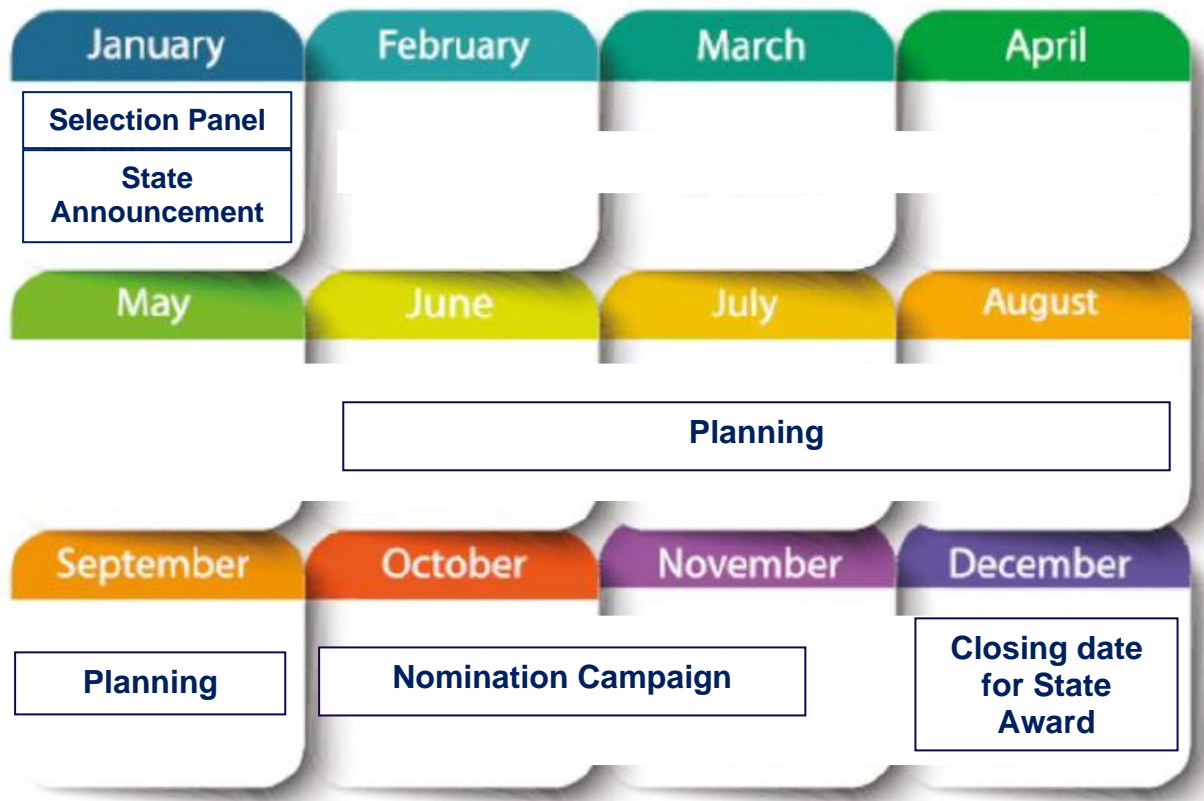 January
February
March
April
Selection Panel
State
Announcement
May
June
July
August
Planning
September
October
November
December
Planning
Nomination Campaign
Closing date
for State
Award